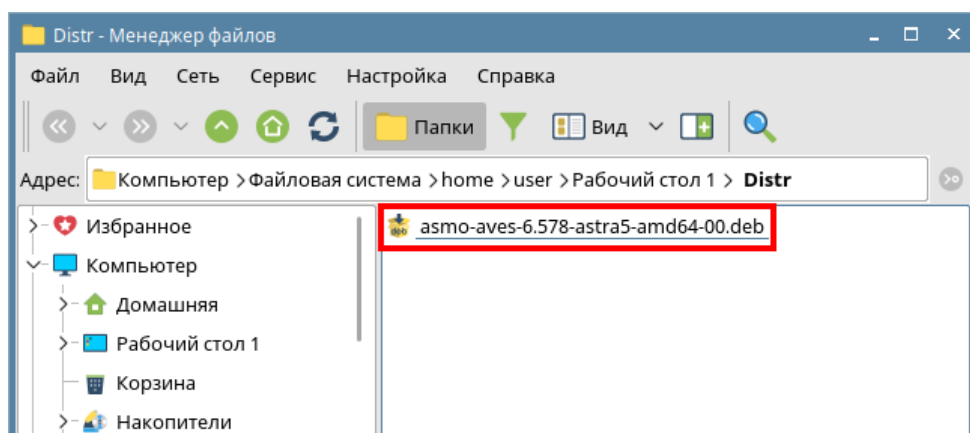 Distr - Менеджер файлов
Файл Вид Сеть Сервис Настройка Справка
Папки Вид
Адрес: Компьютер >Файловая система >home >user >Рабочий стол 1 > Distr
Избранное
Компьютер
Домашняя
Рабочий стол 1
Корзина
Накопители
deb asmo-aves-6.578-astra5-amd64-00.deb